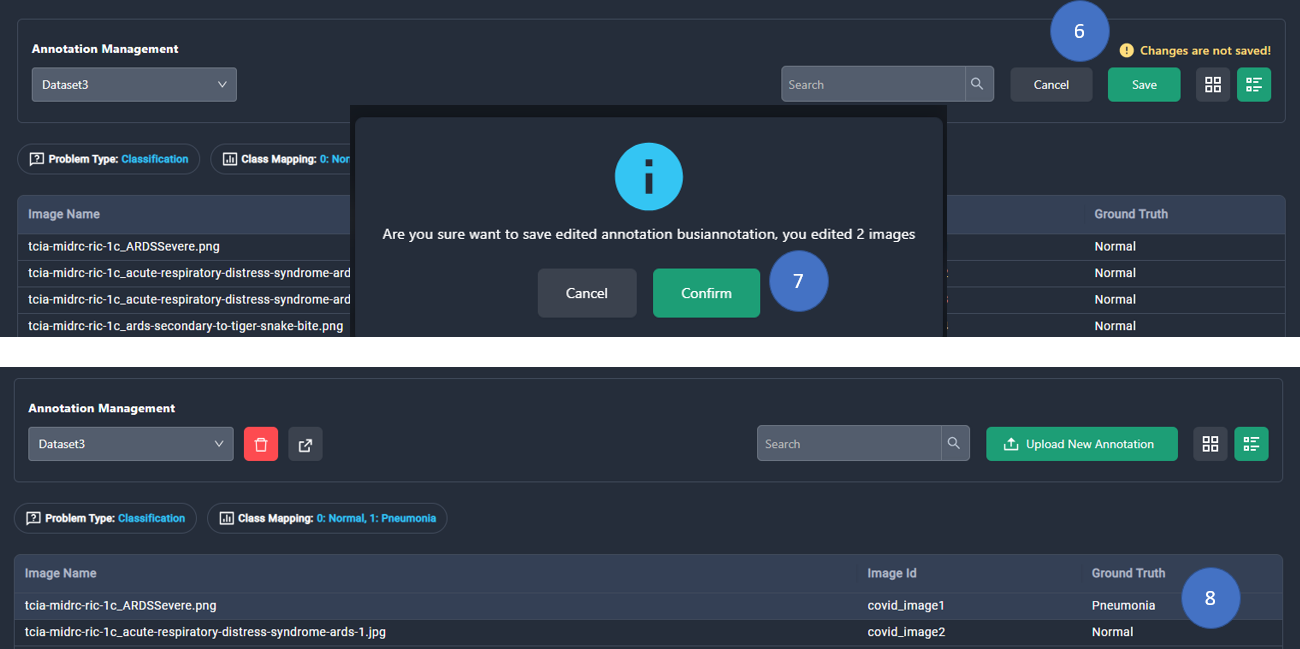 6
Annotation Management
Changes are not saved!
Dataset3
Search
Cancel
Save
Problem Type: Classification
Class Mapping: 0: Nor
Are you sure want to save edited annotation busiannotation, you edited 2 images
Cancel
Confirm
7
Image Name
Ground Truth
tcia-midrc-ric-1c_ARDSSevere.png
Normal
tcia-midrc-ric-1c_acute-respiratory-distress-syndrome-ard
Normal
tcia-midrc-ric-1c_acute-respiratory-distress-syndrome-ard
Normal
tcia-midrc-ric-1c_ards-secondary-to-tiger-snake-bite.png
Normal
Annotation Management
Dataset3
Search
Upload New Annotation
Problem Type: Classification
Class Mapping: 0: Normal, 1: Pneumonia
Image Name
Image Id
Ground Truth
tcia-midrc-ric-1c_ARDSSevere.png
covid_image1
Pneumonia
8
tcia-midrc-ric-1c_acute-respiratory-distress-syndrome-ards-1.jpg
covid_image2
Normal